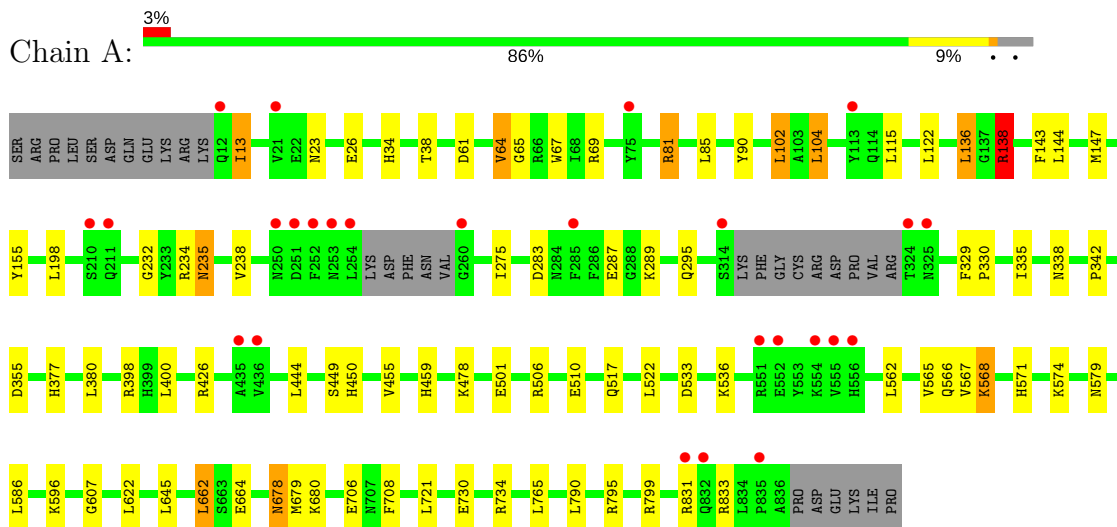 3%
Chain A:
86% 9% • •
SER ARG PRO LEU SER ASP GLN GLU LYS ARG LYS Q12 I13 V21 E22 N23 E26 H34 T38 D61 V64 G65 R66 W67 I68 R69 Y75 R81 L85 Y90 L102 A103 L104 Y113 Q114 L115 L122 L136 G137 R138 F143 L144 M147
Y155 L198 S210 Q211 G232 Y233 R234 N235 V238 N250 D251 F252 N253 L254 LYS ASP PHE ASN VAL G260 I275 D283 N284 F285 F286 E287 G288 K289 Q295 S314 LYS PHE GLY CYS ARG ASP PRO VAL ARG T324 N325 F329 P330 I335 N338 P342
D355 H377 L380 R398 H399 L400 R426 A435 V436 L444 S449 H450 V455 H459 K478 E501 R506 E510 Q517 L522 D533 K536 R551 E552 Y553 K554 V555 H556 L562 V565 Q566 V567 K568 H571 K574 N579
L586 K596 G607 L622 L645 L662 S663 E664 N678 M679 K680 E706 N707 F708 L721 E730 R734 L765 L790 R795 R799 R831 Q832 R833 L834 P835 A836 PRO ASP GLU LYS ILE PRO